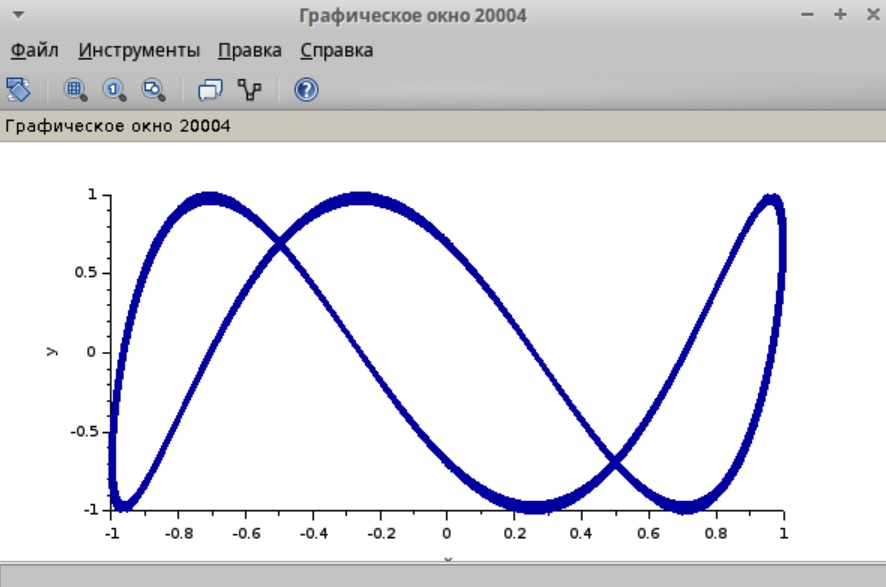 Графическое окно 20004
Файл Инструменты Правка Справка
Графическое окно 20004
1
0.5
y
0
-0.5
-1
-1 -0.8 -0.6 -0.4 -0.2 0 0.2 0.4 0.6 0.8 1